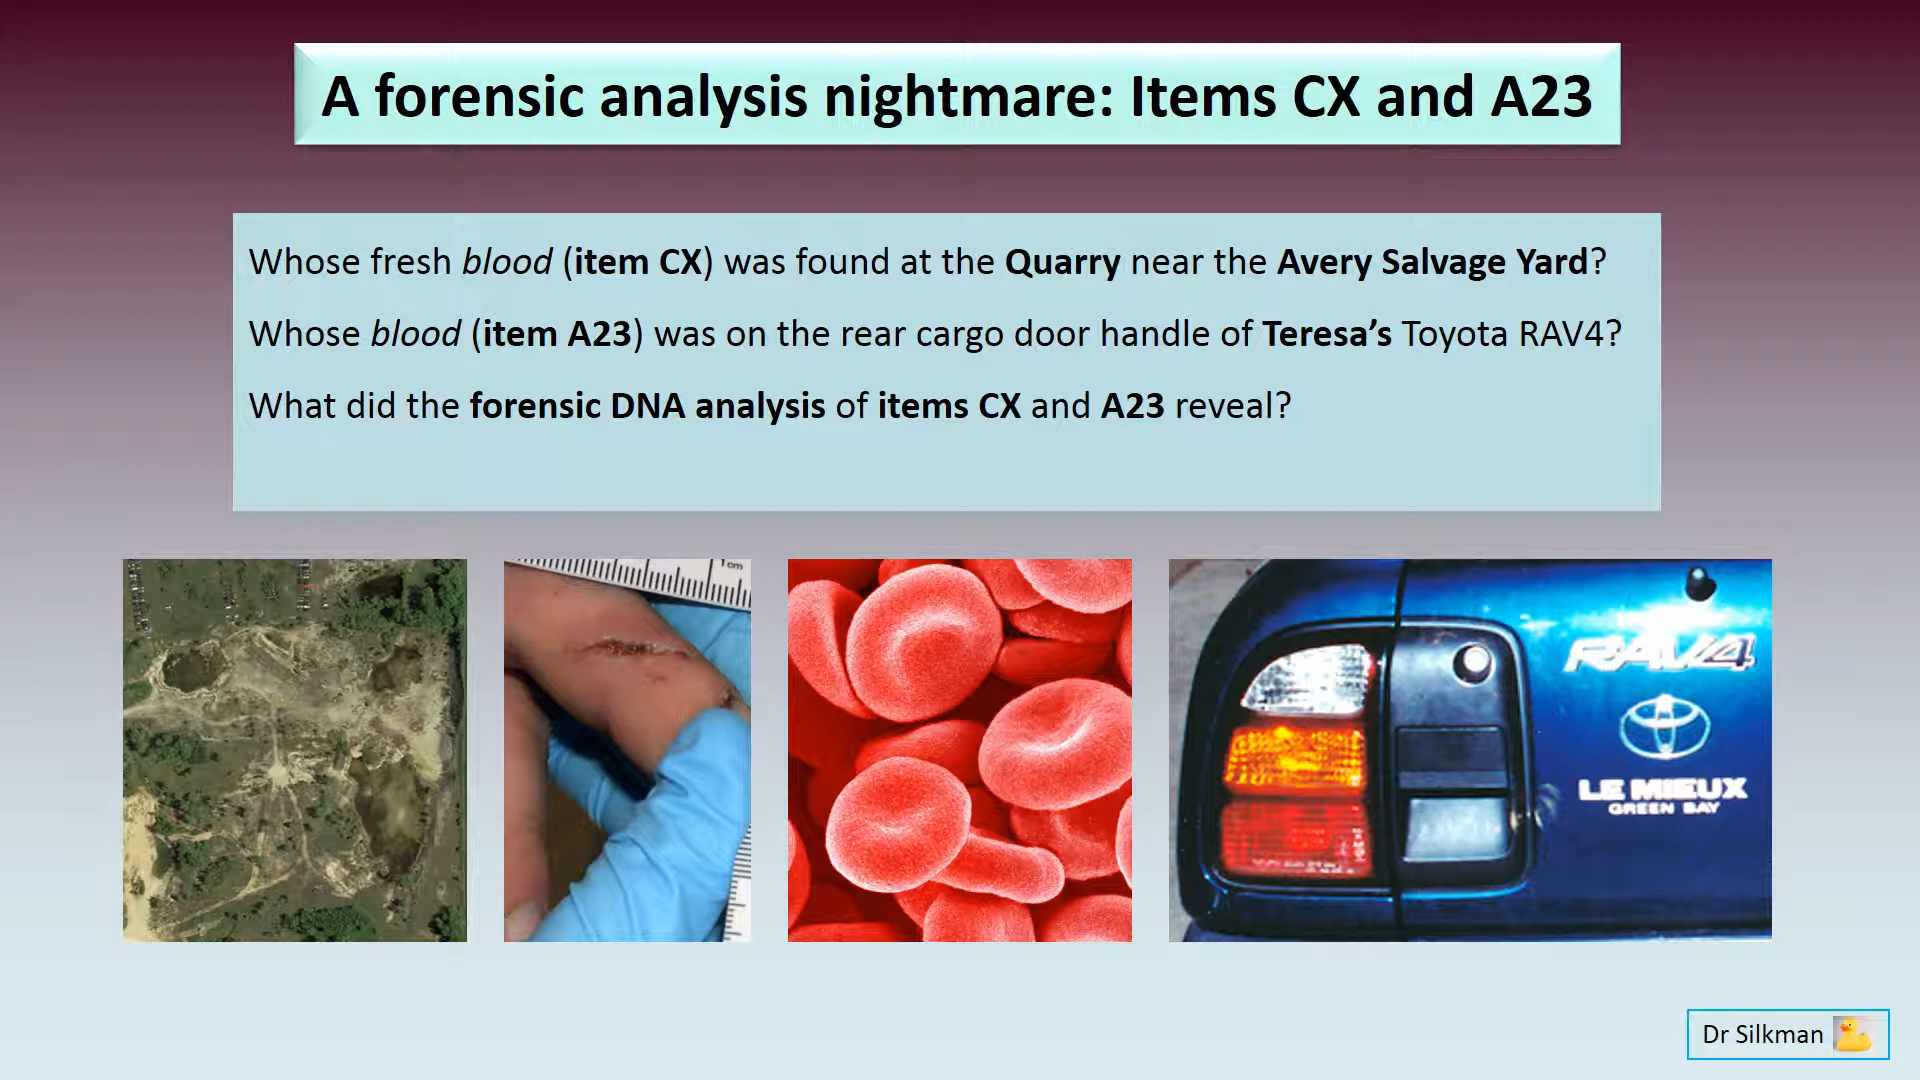 A forensic analysis nightmare: Items CX and A23
Whose fresh blood (item CX) was found at the Quarry near the Avery Salvage Yard?
Whose blood (item A23) was on the rear cargo door handle of Teresa’s Toyota RAV4?
What did the forensic DNA analysis of items CX and A23 reveal?
1cm
RAV4
LE MIEUX
GREEN BAY
Dr Silkman